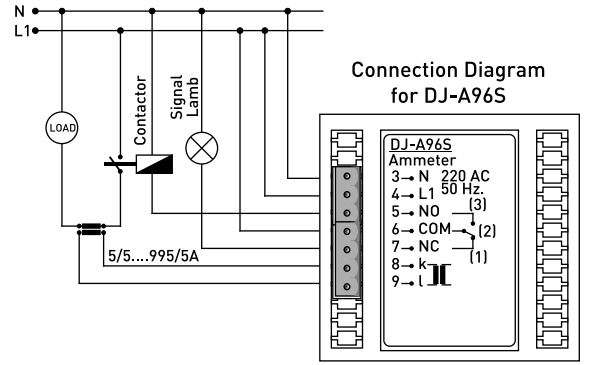 N
L1
Connection Diagram
for DJ-A96S
Contactor
Signal
Lamb
LOAD
DJ-A96S
Ammeter
3 N 220 AC
4 L1 50 Hz.
5 NO (3)
6 COM (2)
7 NC (1)
8 k
9 l
5/5....995/5A